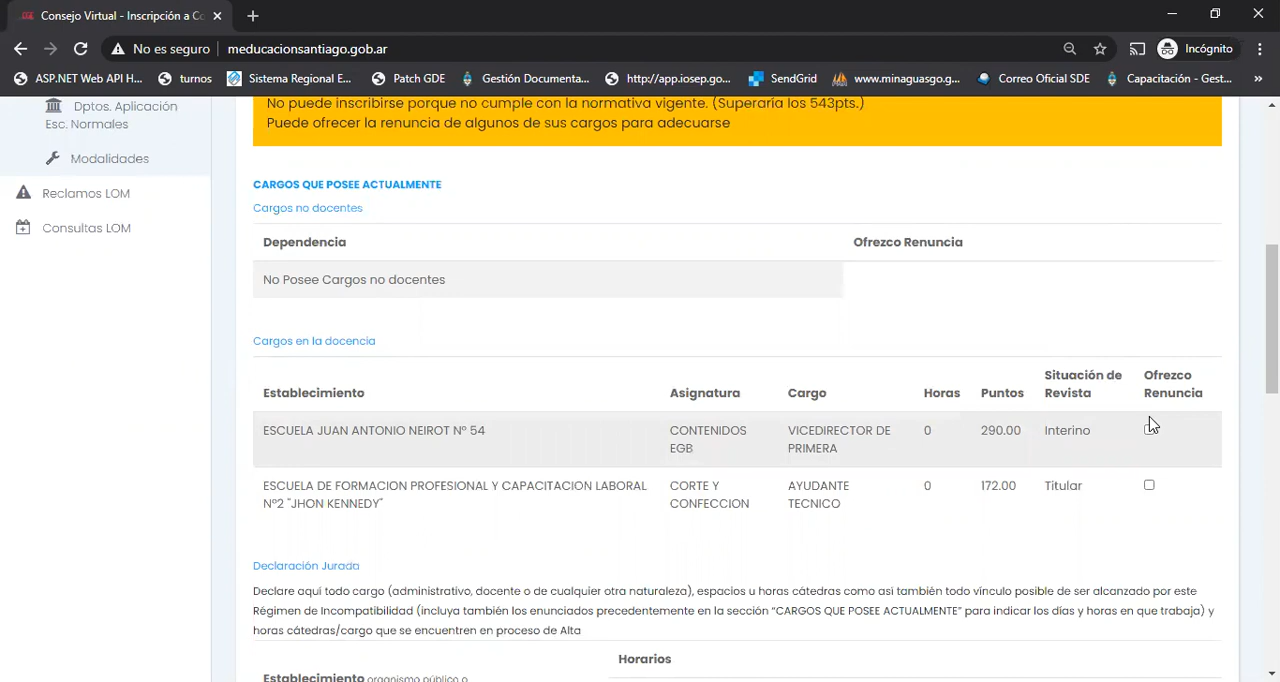 Consejo Virtual - Inscripción a Co
No es seguro
meducacionsantiago.gob.ar
Incógnito
ASP.NET Web API H...
turnos
Sistema Regional E...
Patch GDE
Gestión Documenta...
http://app.iosep.go...
SendGrid
www.minaguasgo.g...
Correo Oficial SDE
Capacitación - Gest...
»
Dptos. Aplicación
Esc. Normales
Modalidades
Reclamos LOM
Consultas LOM
No puede inscribirse porque no cumple con la normativa vigente. (Superaría los 543pts.)
Puede ofrecer la renuncia de algunos de sus cargos para adecuarse
CARGOS QUE POSEE ACTUALMENTE
Cargos no docentes
Dependencia
Ofrezco Renuncia
No Posee Cargos no docentes
Cargos en la docencia
Establecimiento
Asignatura
Cargo
Horas
Puntos
Situación de
Revista
Ofrezco
Renuncia
ESCUELA JUAN ANTONIO NEIROT Nº 54
CONTENIDOS
EGB
VICEDIRECTOR DE
PRIMERA
0
290.00
Interino
ESCUELA DE FORMACION PROFESIONAL Y CAPACITACION LABORAL
Nº2 "JHON KENNEDY"
CORTE Y
CONFECCION
AYUDANTE
TECNICO
0
172.00
Titular
Declaración Jurada
Declare aquí todo cargo (administrativo, docente o de cualquier otra naturaleza), espacios u horas cátedras como así también todo vínculo posible de ser alcanzado por este
Régimen de Incompatibilidad (incluya también los enunciados precedentemente en la sección “CARGOS QUE POSEE ACTUALMENTE” para indicar los días y horas en que trabaja) y
horas cátedras/cargo que se encuentren en proceso de Alta
Horarios
Establecimiento organismo público o